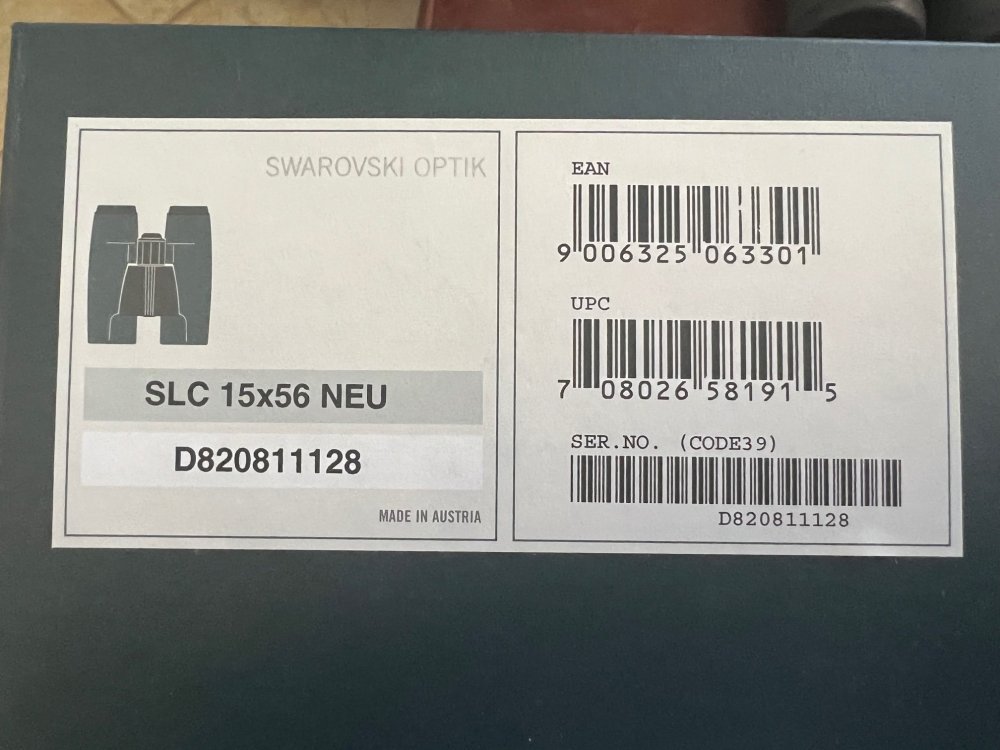 SWAROVSKI OPTIK
SLC 15x56 NEU
D820811128
MADE IN AUSTRIA
EAN
9 006325 063301
UPC
7 08026 58191 5
SER.NO. (CODE39)
D820811128